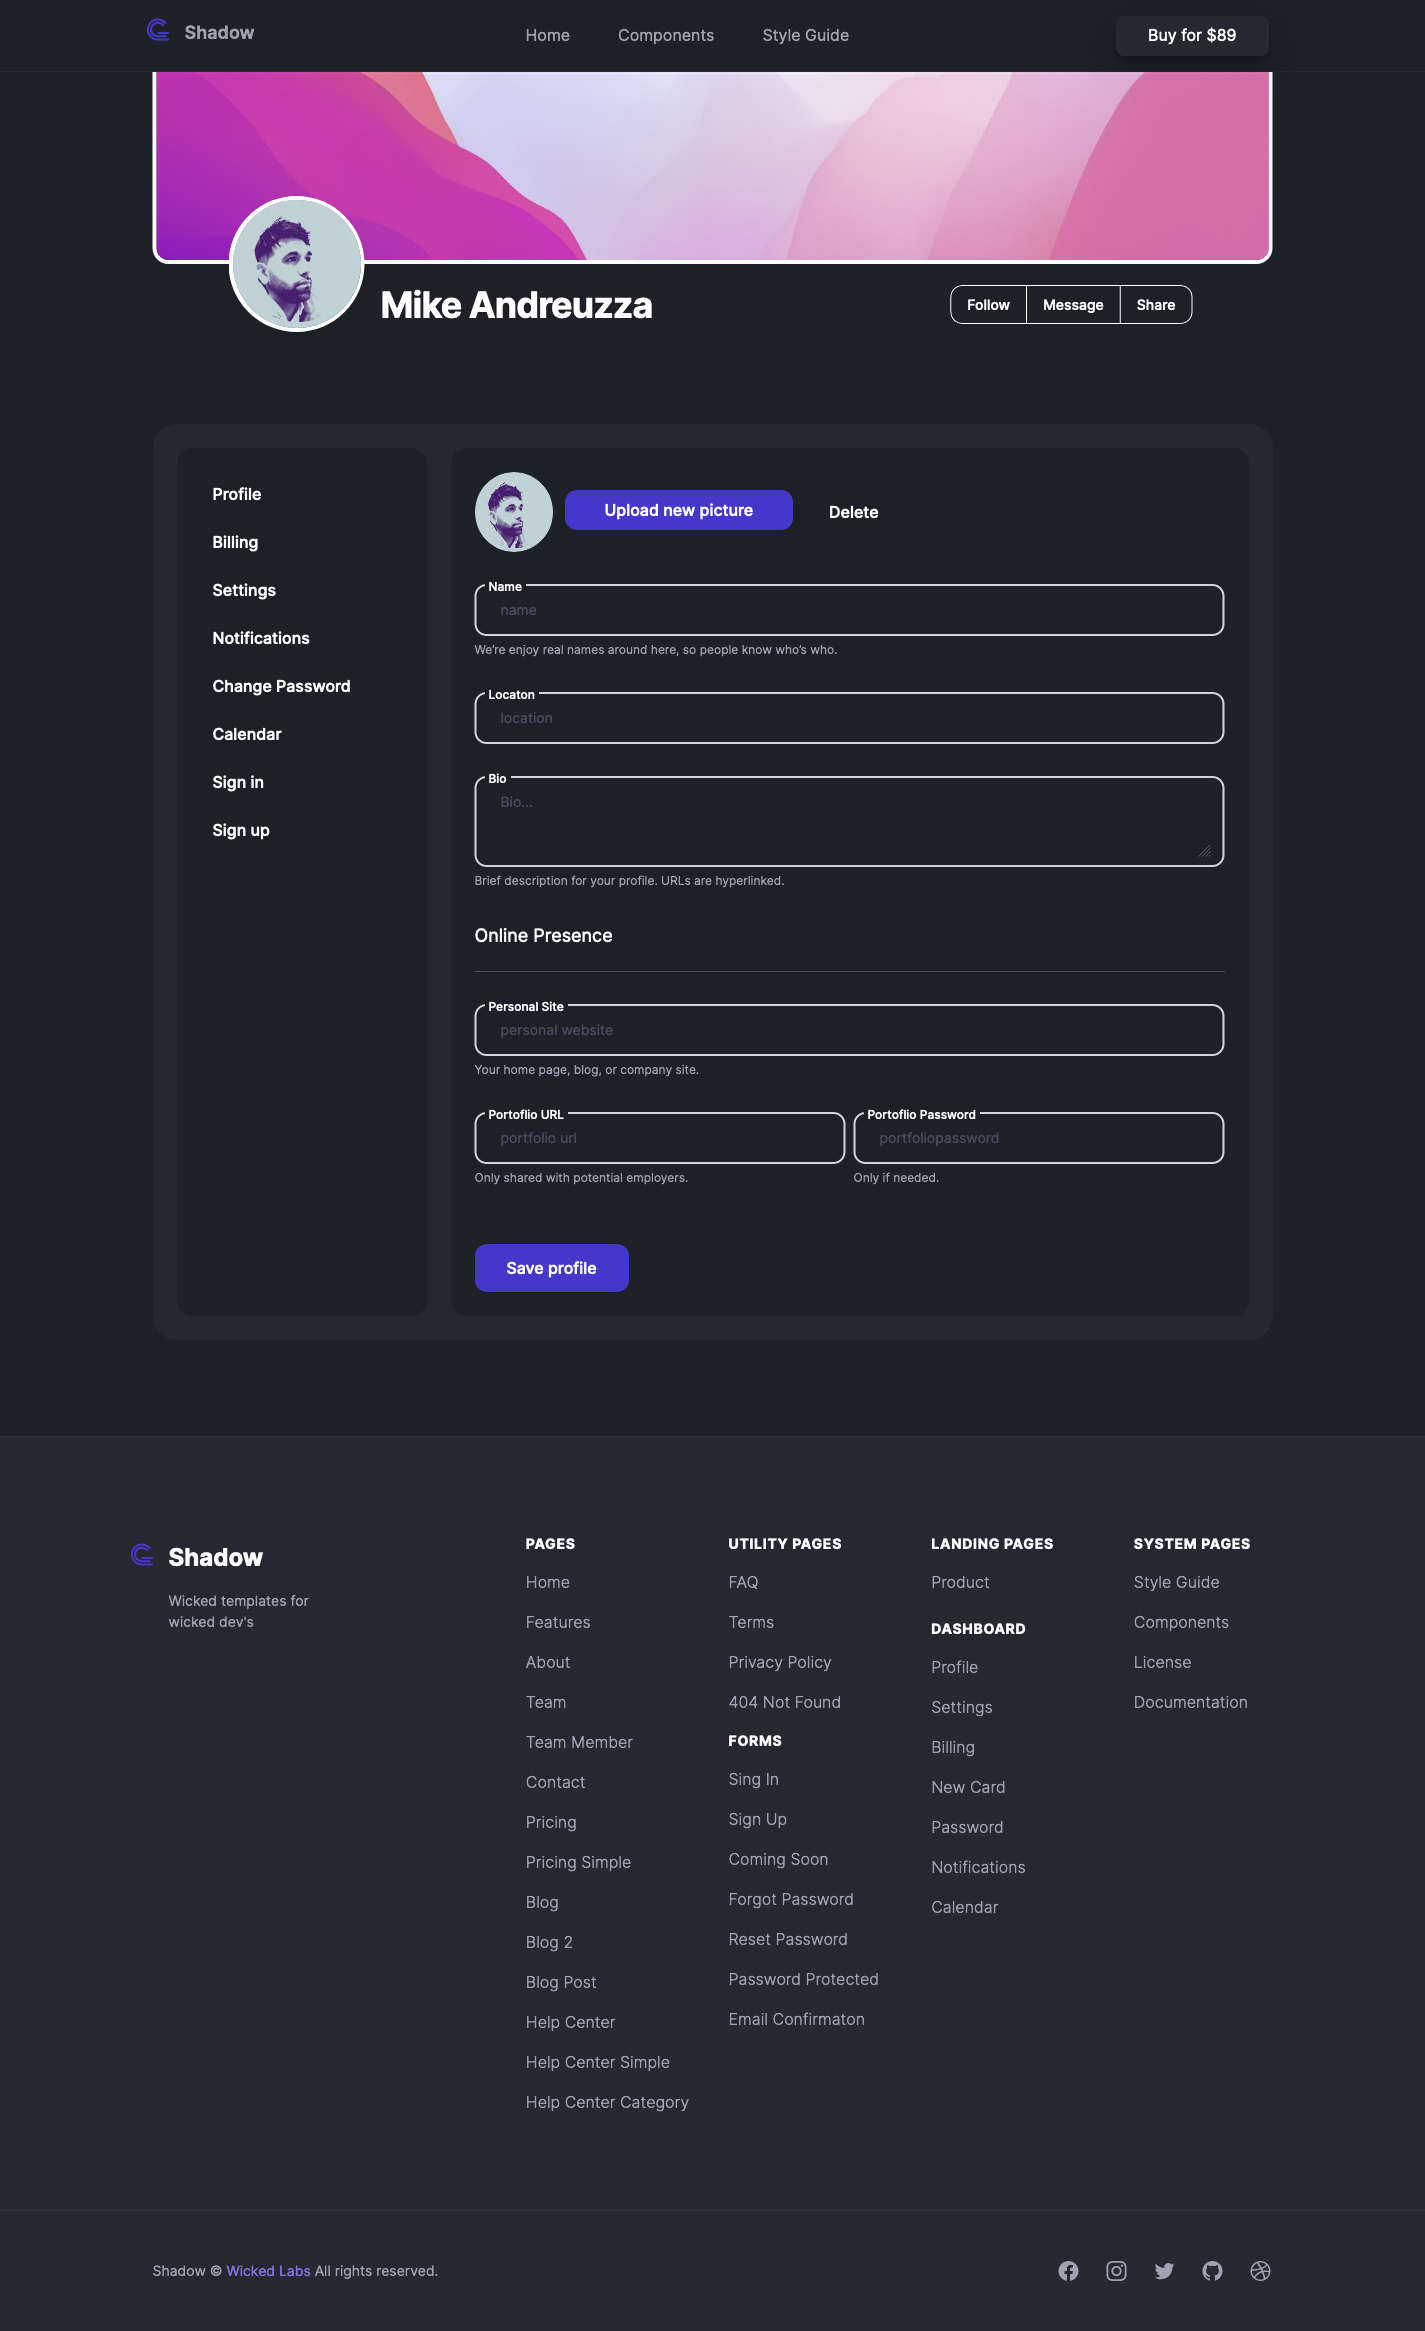 Shadow
Home
Components
Style Guide
Buy for $89
Mike Andreuzza
Follow
Message
Share
Profile
Billing
Settings
Notifications
Change Password
Calendar
Sign in
Sign up
Upload new picture
Delete
Name
name
We're enjoy real names around here, so people know who's who.
Locaton
location
Bio
Bio...
Brief description for your profile. URLs are hyperlinked.
Online Presence
Personal Site
personal website
Your home page, blog, or company site.
Portoflio URL
portfolio url
Only shared with potential employers.
Portoflio Password
portfoliopassword
Only if needed.
Save profile
Shadow
Wicked templates for
wicked dev's
PAGES
Home
Features
About
Team
Team Member
Contact
Pricing
Pricing Simple
Blog
Blog 2
Blog Post
Help Center
Help Center Simple
Help Center Category
UTILITY PAGES
FAQ
Terms
Privacy Policy
404 Not Found
FORMS
Sing In
Sign Up
Coming Soon
Forgot Password
Reset Password
Password Protected
Email Confirmaton
LANDING PAGES
Product
DASHBOARD
Profile
Settings
Billing
New Card
Password
Notifications
Calendar
SYSTEM PAGES
Style Guide
Components
License
Documentation
Shadow © Wicked Labs All rights reserved.